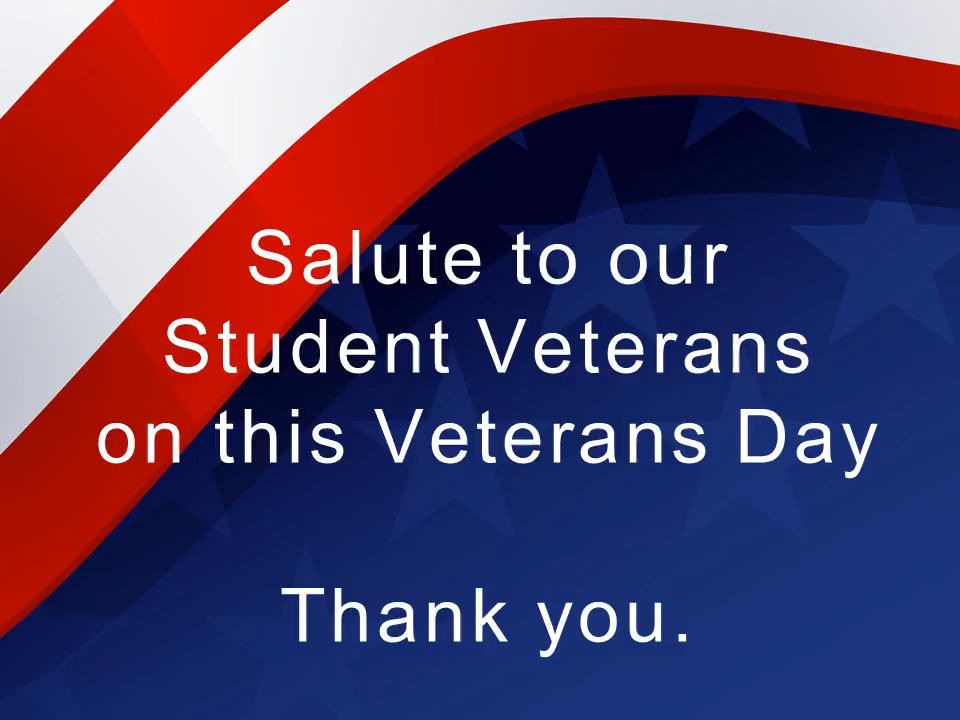 Salute to our
Student Veterans
on this Veterans Day
Thank you.